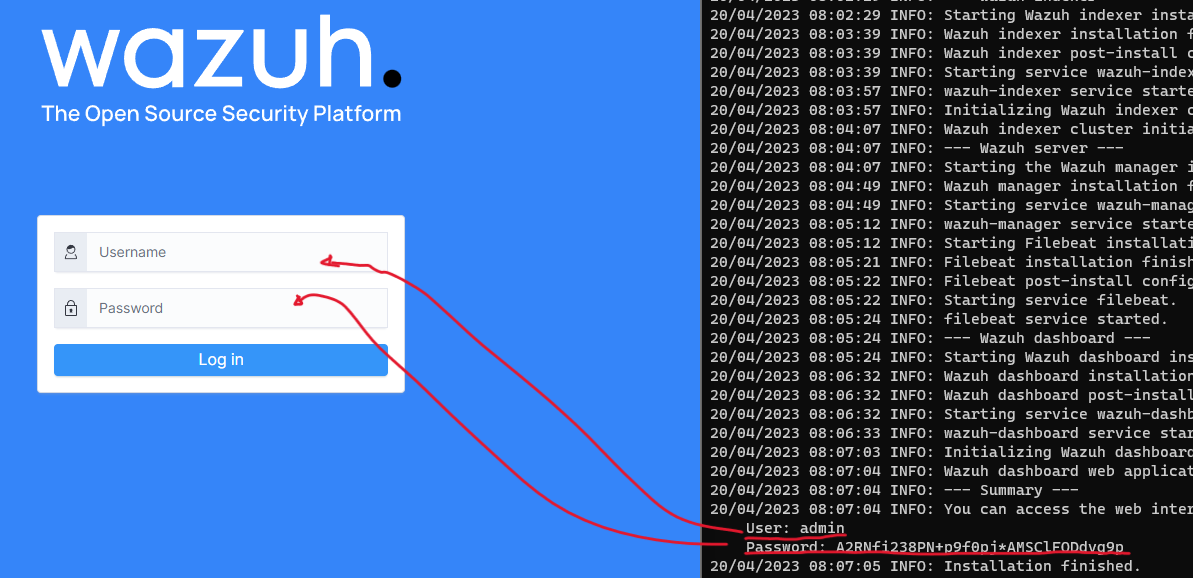 wazuh.
The Open Source Security Platform
Username
Password
Log in
20/04/2023 08:02:29 INFO: Starting Wazuh indexer insta
20/04/2023 08:03:39 INFO: Wazuh indexer installation f
20/04/2023 08:03:39 INFO: Wazuh indexer post-install c
20/04/2023 08:03:39 INFO: Starting service wazuh-index
20/04/2023 08:03:57 INFO: wazuh-indexer service starte
20/04/2023 08:03:57 INFO: Initializing Wazuh indexer c
20/04/2023 08:04:07 INFO: Wazuh indexer cluster initia
20/04/2023 08:04:07 INFO: --- Wazuh server ---
20/04/2023 08:04:07 INFO: Starting the Wazuh manager i
20/04/2023 08:04:49 INFO: Wazuh manager installation f
20/04/2023 08:04:49 INFO: Starting service wazuh-manag
20/04/2023 08:05:12 INFO: wazuh-manager service starte
20/04/2023 08:05:12 INFO: Starting Filebeat installati
20/04/2023 08:05:21 INFO: Filebeat installation finish
20/04/2023 08:05:22 INFO: Filebeat post-install config
20/04/2023 08:05:22 INFO: Starting service filebeat.
20/04/2023 08:05:24 INFO: filebeat service started.
20/04/2023 08:05:24 INFO: --- Wazuh dashboard ---
20/04/2023 08:05:24 INFO: Starting Wazuh dashboard ins
20/04/2023 08:06:32 INFO: Wazuh dashboard installation
20/04/2023 08:06:32 INFO: Wazuh dashboard post-install
20/04/2023 08:06:32 INFO: Starting service wazuh-dashb
20/04/2023 08:06:33 INFO: wazuh-dashboard service star
20/04/2023 08:07:03 INFO: Initializing Wazuh dashboard
20/04/2023 08:07:04 INFO: Wazuh dashboard web applicat
20/04/2023 08:07:04 INFO: --- Summary ---
20/04/2023 08:07:04 INFO: You can access the web inter
User: admin
Password:
20/04/2023 08:07:05 INFO: Installation finished.